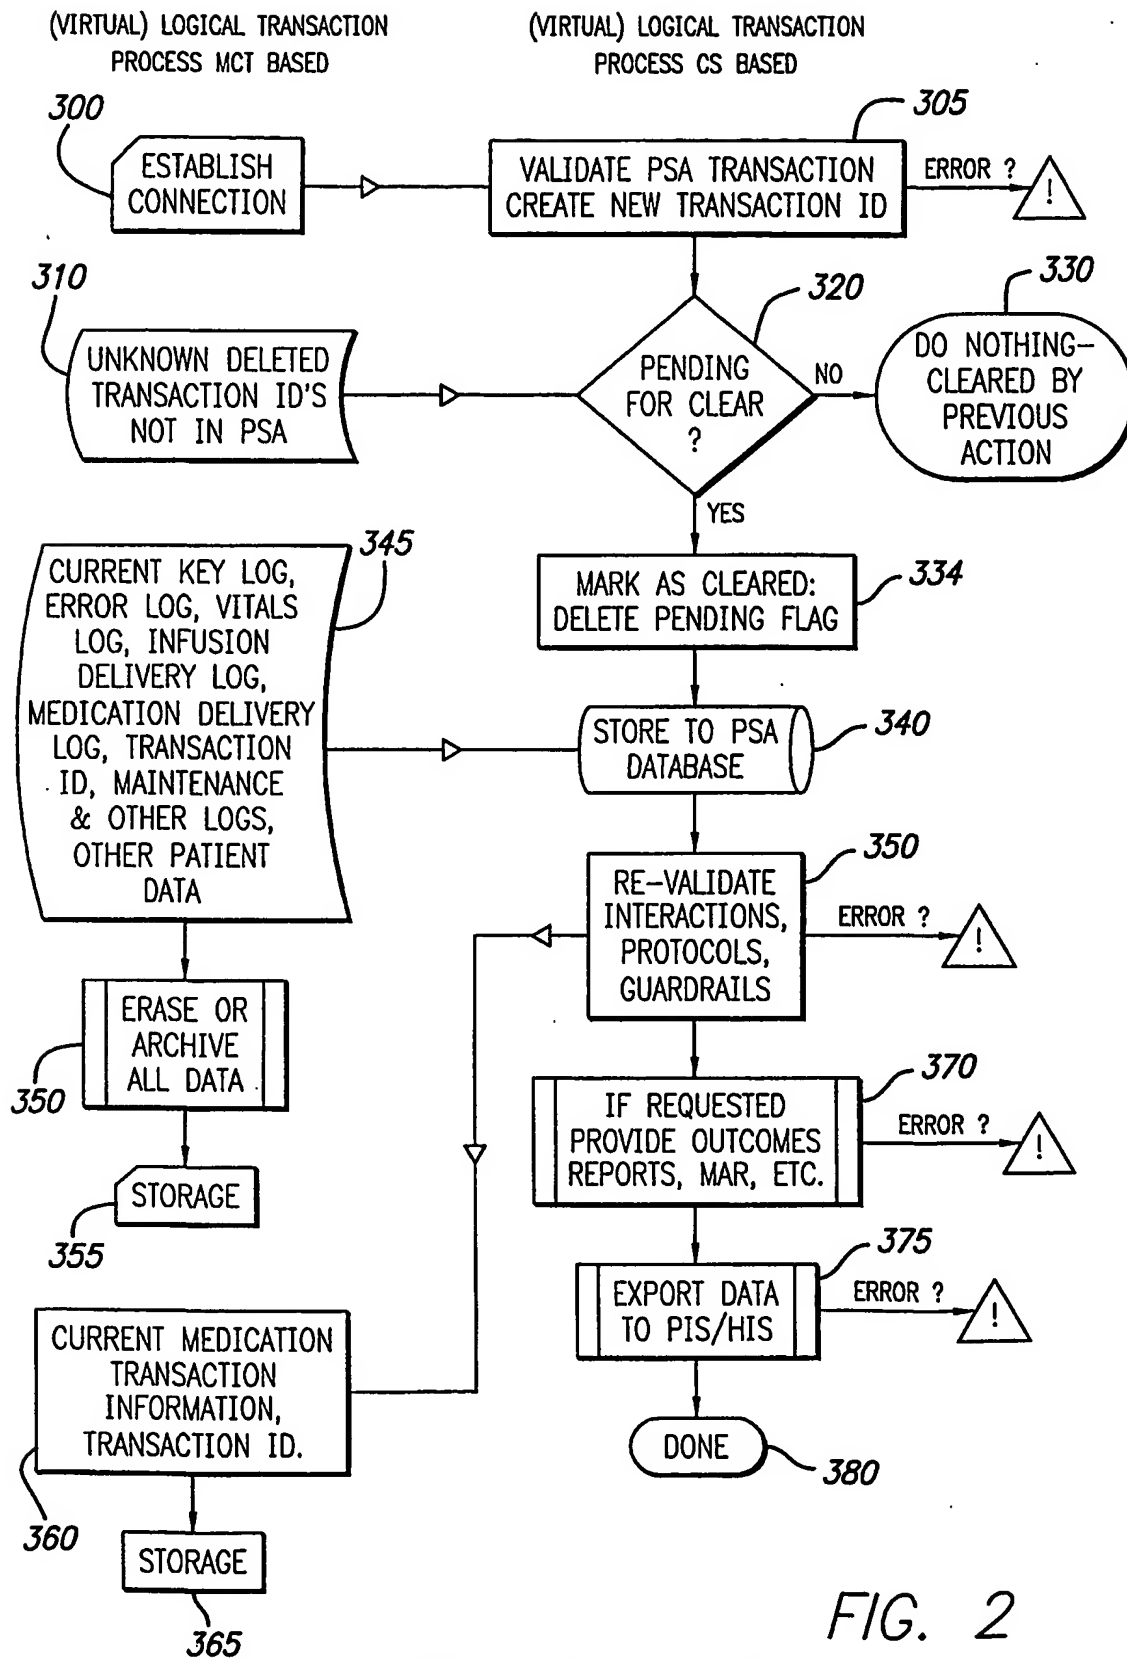 (VIRTUAL) LOGICAL TRANSACTION
PROCESS MCT BASED
(VIRTUAL) LOGICAL TRANSACTION
PROCESS CS BASED
300
ESTABLISH
CONNECTION
305
VALIDATE PSA TRANSACTION
CREATE NEW TRANSACTION ID
ERROR ?
!
310
UNKNOWN DELETED
TRANSACTION ID'S
NOT IN PSA
320
PENDING
FOR CLEAR
?
NO
330
DO NOTHING-
CLEARED BY
PREVIOUS
ACTION
YES
345
CURRENT KEY LOG,
ERROR LOG, VITALS
LOG, INFUSION
DELIVERY LOG,
MEDICATION DELIVERY
LOG, TRANSACTION
ID, MAINTENANCE
& OTHER LOGS,
OTHER PATIENT
DATA
334
MARK AS CLEARED:
DELETE PENDING FLAG
340
STORE TO PSA
DATABASE
350
RE-VALIDATE
INTERACTIONS,
PROTOCOLS,
GUARDRAILS
ERROR ?
!
350
ERASE OR
ARCHIVE
ALL DATA
370
IF REQUESTED
PROVIDE OUTCOMES
REPORTS, MAR, ETC.
ERROR ?
!
STORAGE
355
375
EXPORT DATA
TO PIS/HIS
ERROR ?
!
CURRENT MEDICATION
TRANSACTION
INFORMATION,
TRANSACTION ID.
360
DONE
380
STORAGE
365
FIG. 2